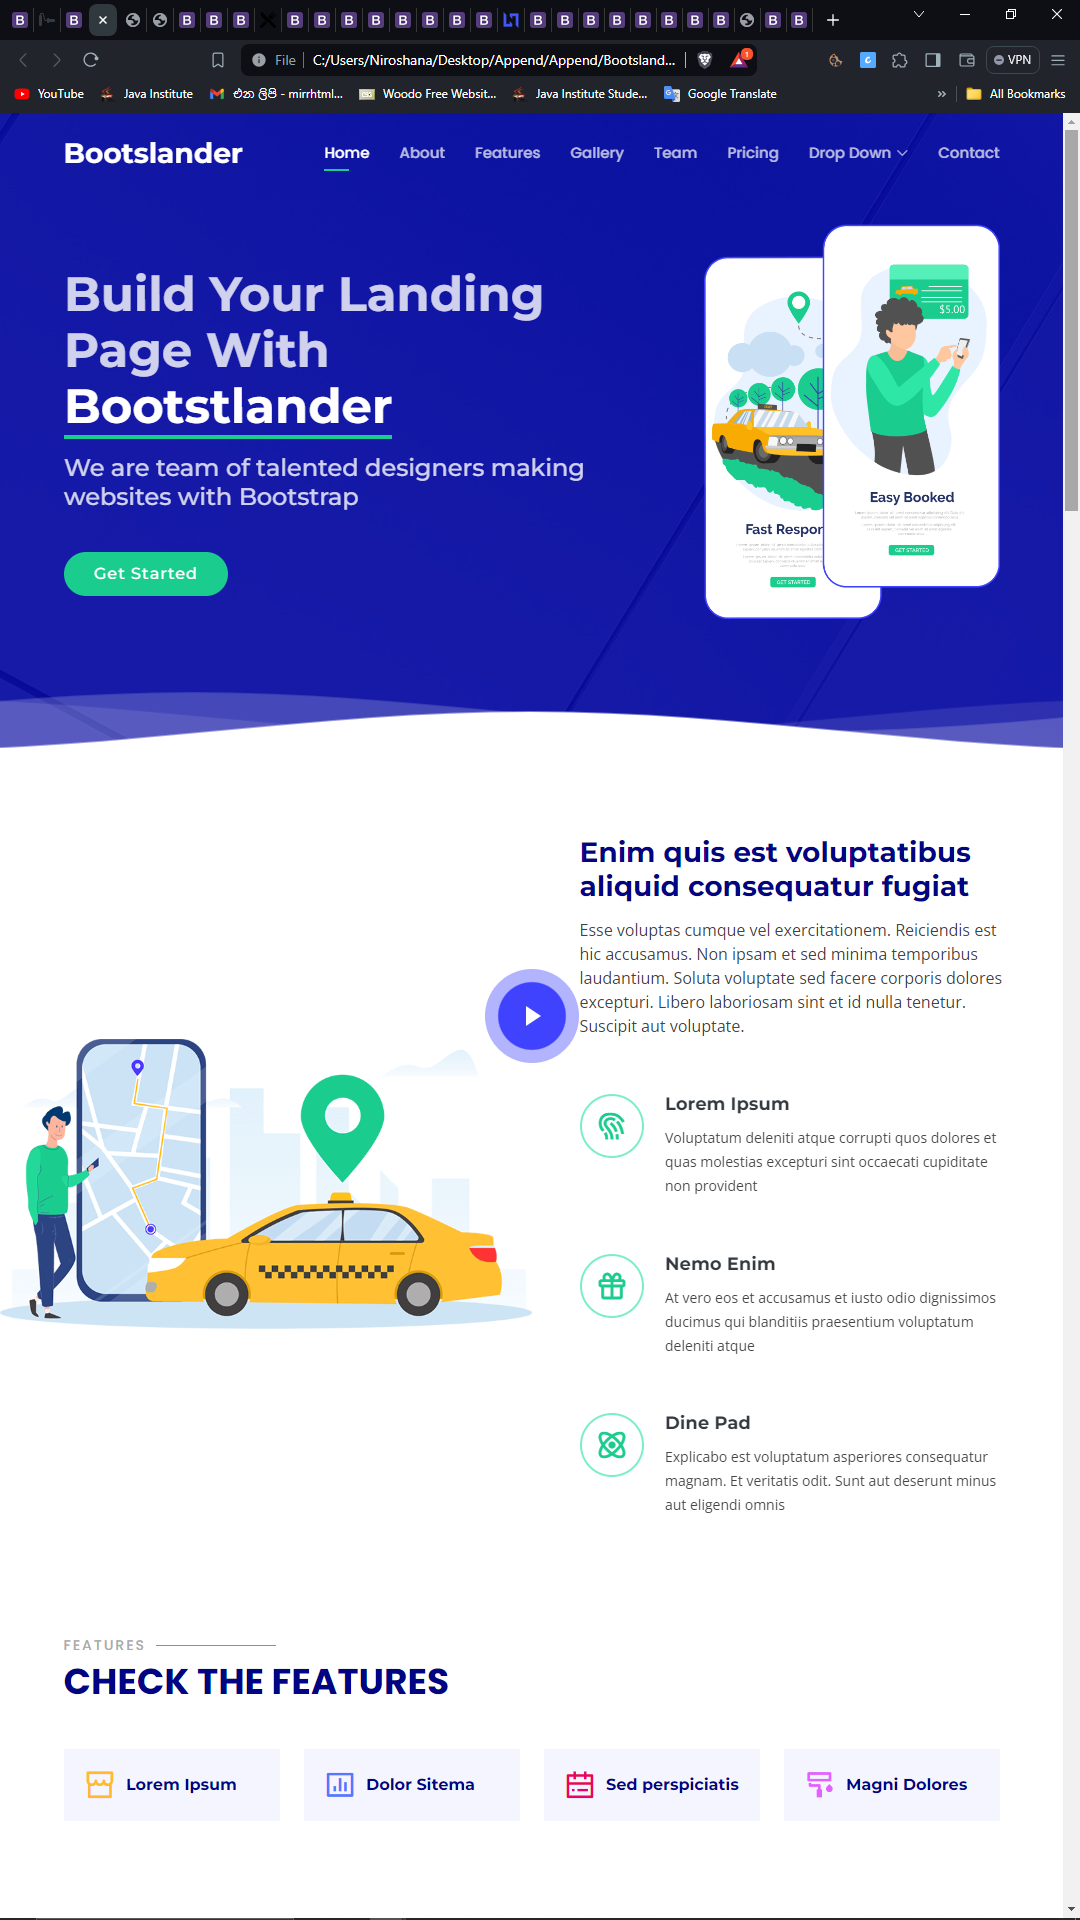 File
C:/Users/Niroshana/Desktop/Append/Append/Bootsland...
1
VPN
YouTube
Java Institute
එන ලිපි - mirrhtml...
Woodo Free Websit...
Java Institute Stude...
Google Translate
»
All Bookmarks
Bootslander
Home
About
Features
Gallery
Team
Pricing
Drop Down
Contact
Build Your Landing
Page With
Bootstlander
We are team of talented designers making
websites with Bootstrap
Get Started
$5.00
Easy Booked
GET STARTED
Fast Respor
GET STARTED
Enim quis est voluptatibus
aliquid consequatur fugiat
Esse voluptas cumque vel exercitationem. Reiciendis est
hic accusamus. Non ipsam et sed minima temporibus
laudantium. Soluta voluptate sed facere corporis dolores
excepturi. Libero laboriosam sint et id nulla tenetur.
Suscipit aut voluptate.
Lorem Ipsum
Voluptatum deleniti atque corrupti quos dolores et
quas molestias excepturi sint occaecati cupiditate
non provident
Nemo Enim
At vero eos et accusamus et iusto odio dignissimos
ducimus qui blanditiis praesentium voluptatum
deleniti atque
Dine Pad
Explicabo est voluptatum asperiores consequatur
magnam. Et veritatis odit. Sunt aut deserunt minus
aut eligendi omnis
FEATURES
CHECK THE FEATURES
Lorem Ipsum
Dolor Sitema
Sed perspiciatis
Magni Dolores